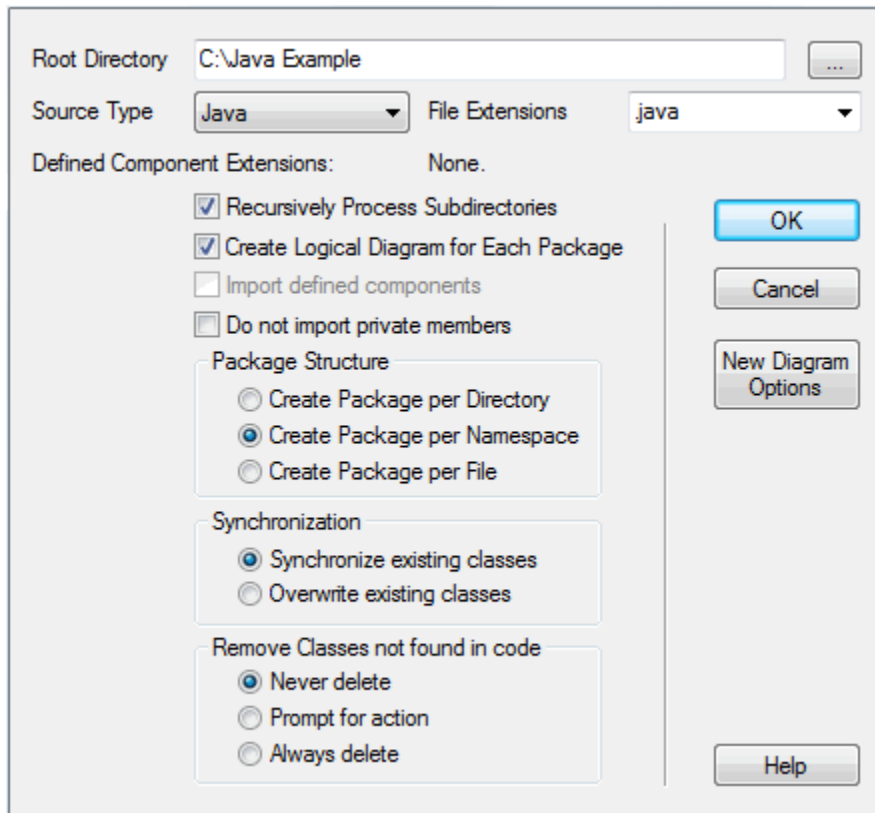 Root Directory C:\Java Example ...
Source Type Java File Extensions .java
Defined Component Extensions: None.
Recursively Process Subdirectories
Create Logical Diagram for Each Package
Import defined components
Do not import private members
Package Structure
Create Package per Directory
Create Package per Namespace
Create Package per File
Synchronization
Synchronize existing classes
Overwrite existing classes
Remove Classes not found in code
Never delete
Prompt for action
Always delete
OK
Cancel
New Diagram
Options
Help